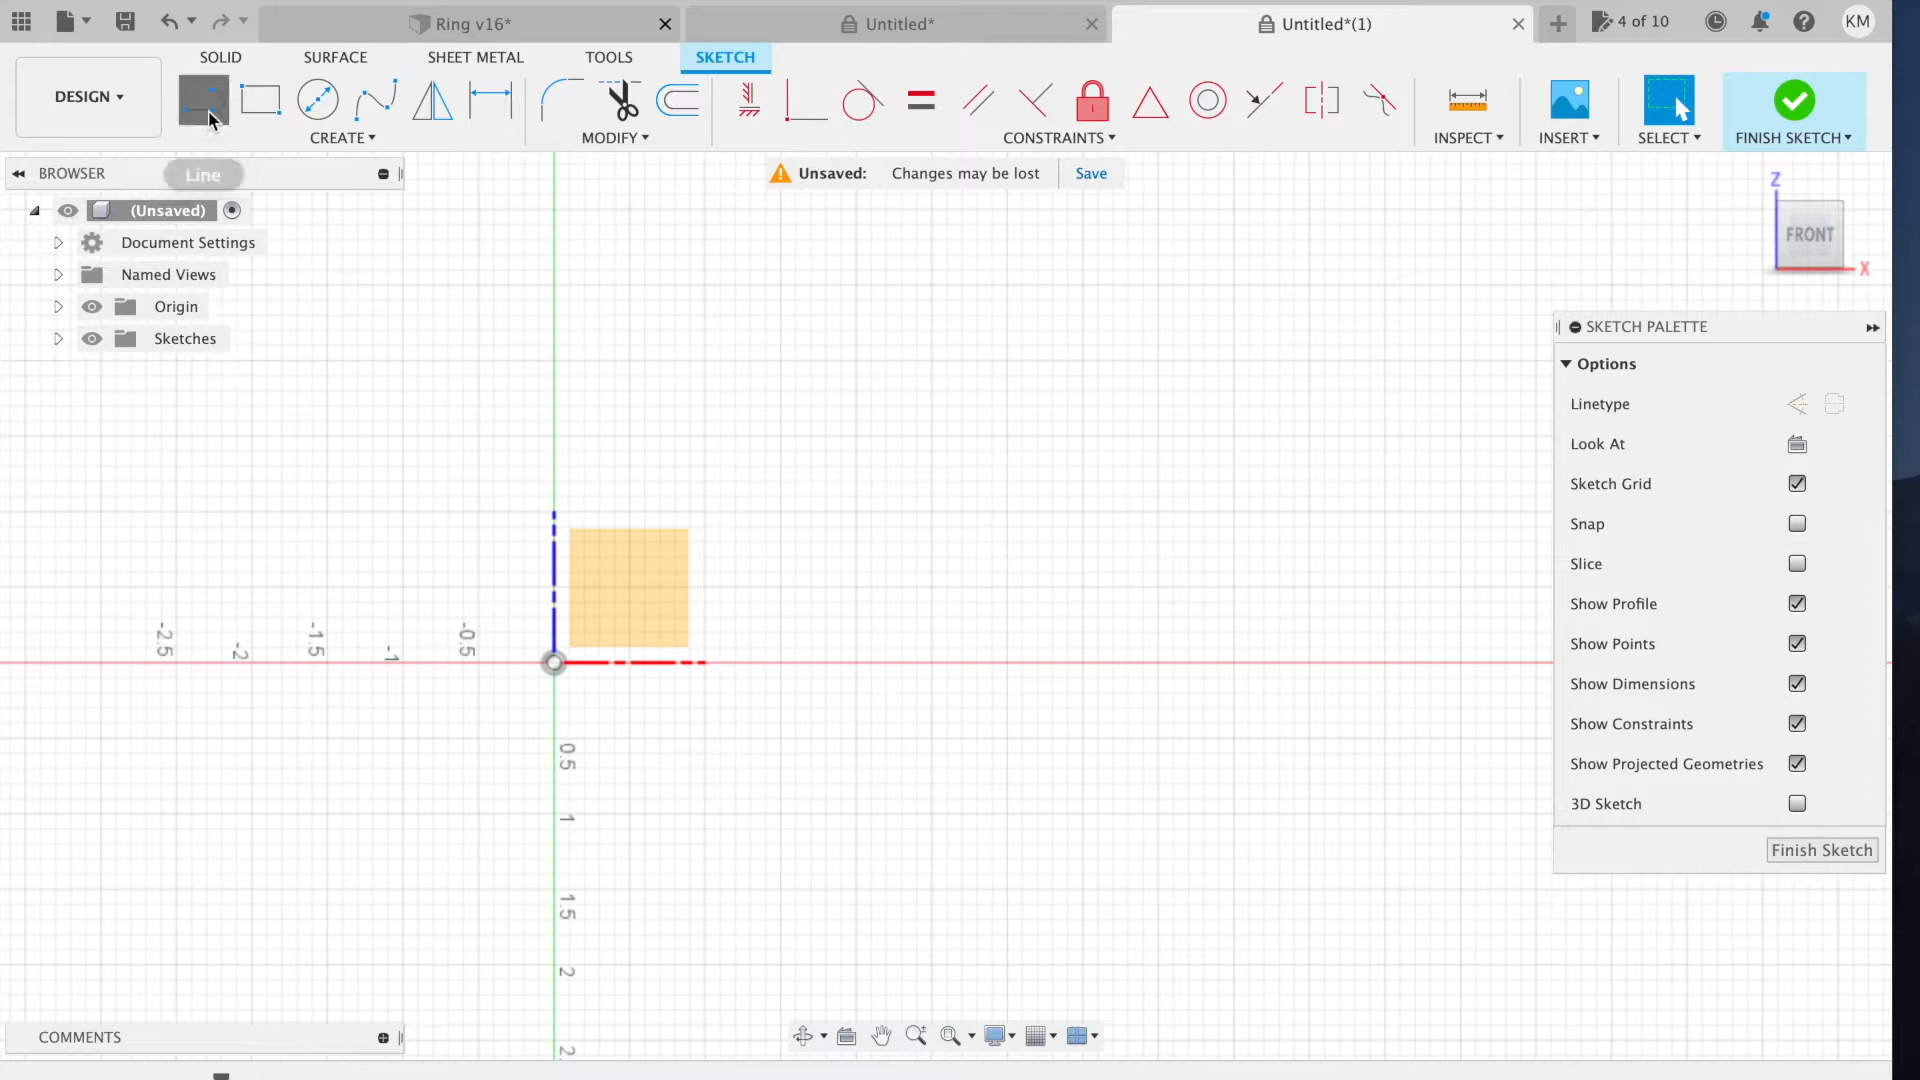 Ring v16*
Untitled*
Untitled*(1)
4 of 10
KM
SOLID
SURFACE
SHEET METAL
TOOLS
SKETCH
DESIGN
CREATE
MODIFY
CONSTRAINTS
INSPECT
INSERT
SELECT
FINISH SKETCH
BROWSER
Line
Unsaved:
Changes may be lost
Save
(Unsaved)
Document Settings
Named Views
Origin
Sketches
Z
FRONT
X
SKETCH PALETTE
Options
Linetype
Look At
Sketch Grid
Snap
Slice
Show Profile
Show Points
Show Dimensions
Show Constraints
Show Projected Geometries
3D Sketch
Finish Sketch
-2.5
-2
-1.5
-1
-0.5
0.5
1
1.5
2
COMMENTS